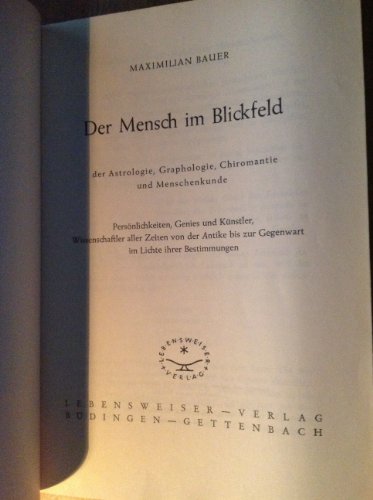 MAXIMILIAN BAUER
Der Mensch im Blickfeld
der Astrologie, Graphologie, Chiromantie
und Menschenkunde
Persönlichkeiten, Genies und Künstler,
Wissenschaftler aller Zeiten von der Antike bis zur Gegenwart
im Lichte ihrer Bestimmungen
LEBENSWEISER
VERLAG
LEBENSWEISER — VERLAG
BÜDINGEN — GETTENBACH